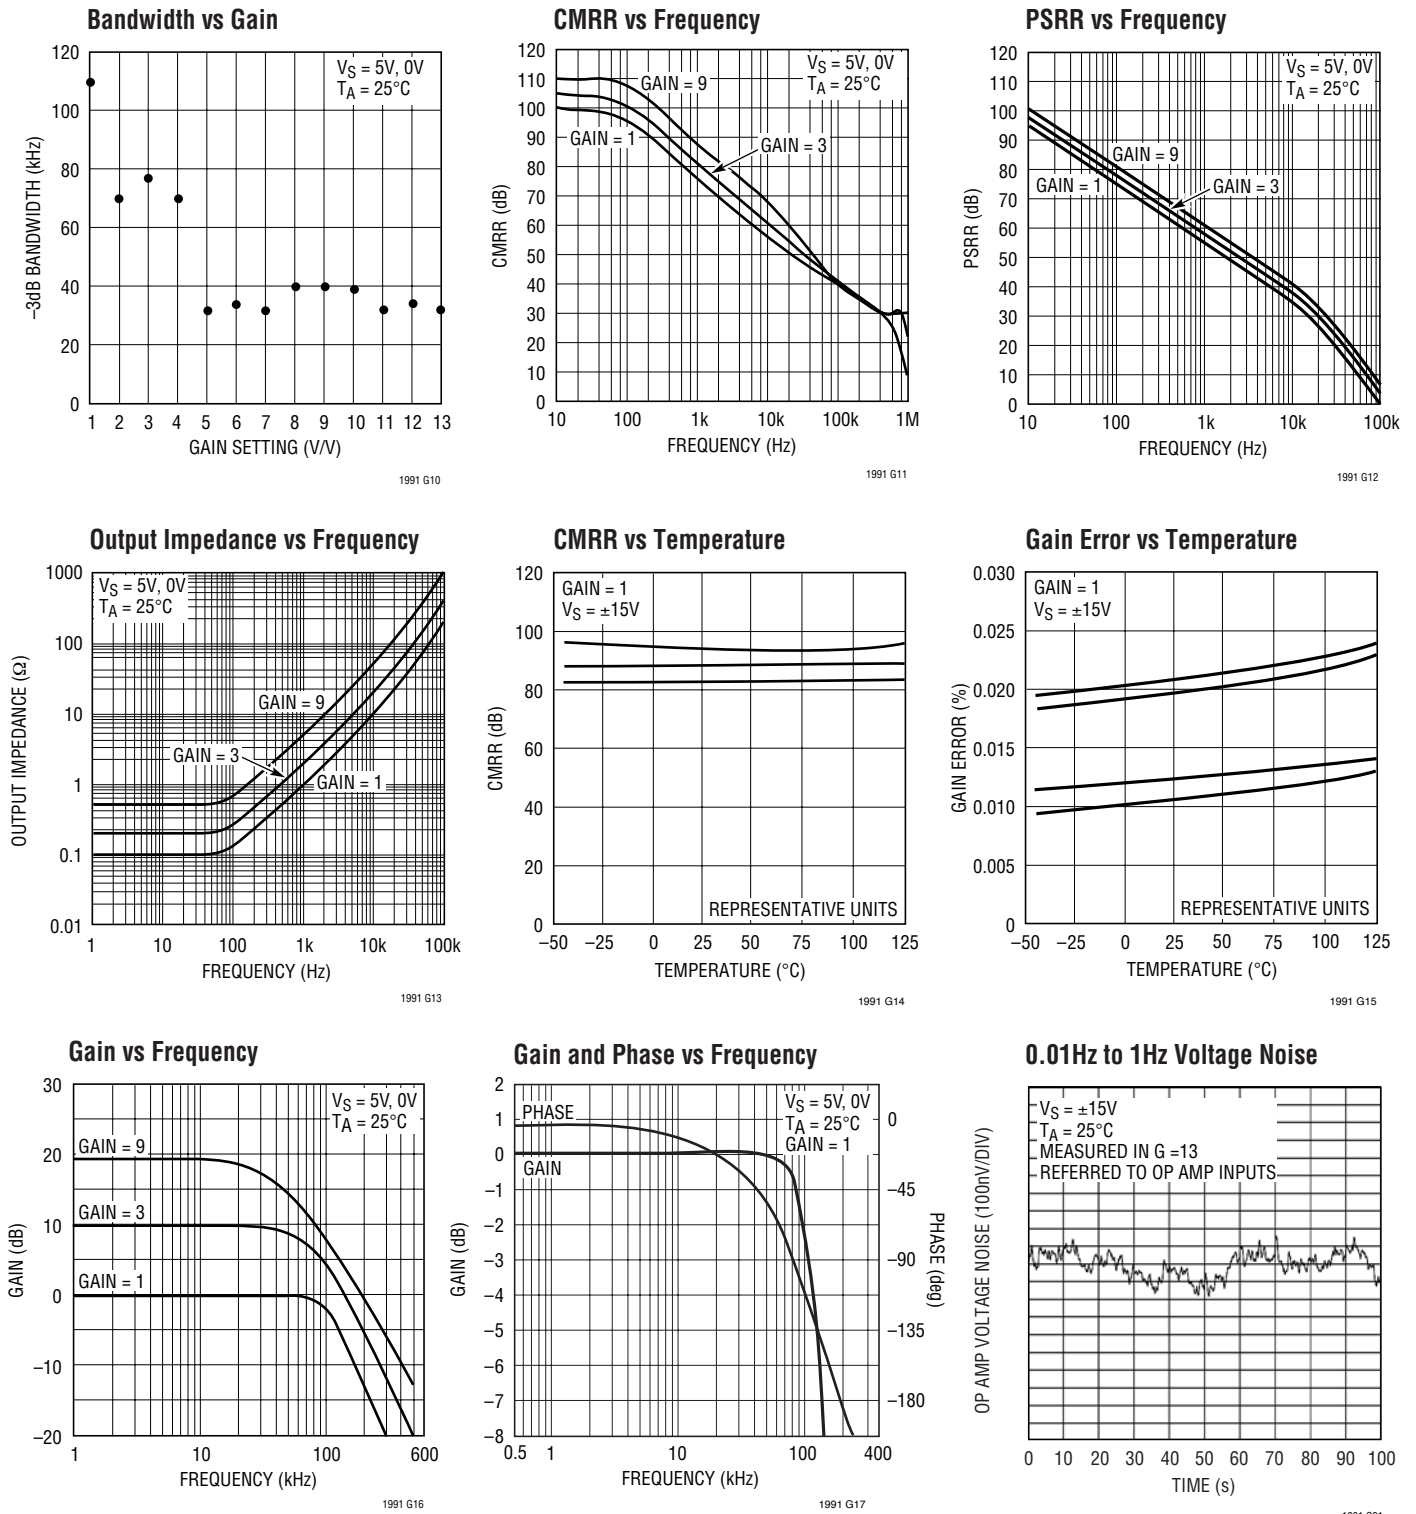 Bandwidth vs Gain
120
100
80
60
40
20
0
–3dB BANDWIDTH (kHz)
VS = 5V, 0V
TA = 25°C
1 2 3 4 5 6 7 8 9 10 11 12 13
GAIN SETTING (V/V)
1991 G10
CMRR vs Frequency
120
110
100
90
80
70
60
50
40
30
20
10
0
CMRR (dB)
VS = 5V, 0V
TA = 25°C
GAIN = 9
GAIN = 1
GAIN = 3
10 100 1k 10k 100k 1M
FREQUENCY (Hz)
1991 G11
PSRR vs Frequency
120
110
100
90
80
70
60
50
40
30
20
10
0
PSRR (dB)
VS = 5V, 0V
TA = 25°C
GAIN = 9
GAIN = 1
GAIN = 3
10 100 1k 10k 100k
FREQUENCY (Hz)
1991 G12
Output Impedance vs Frequency
1000
100
10
1
0.1
0.01
OUTPUT IMPEDANCE (Ω)
VS = 5V, 0V
TA = 25°C
GAIN = 9
GAIN = 3
GAIN = 1
1 10 100 1k 10k 100k
FREQUENCY (Hz)
1991 G13
CMRR vs Temperature
120
100
80
60
40
20
0
CMRR (dB)
GAIN = 1
VS = ±15V
REPRESENTATIVE UNITS
–50 –25 0 25 50 75 100 125
TEMPERATURE (°C)
1991 G14
Gain Error vs Temperature
0.030
0.025
0.020
0.015
0.010
0.005
0
GAIN ERROR (%)
GAIN = 1
VS = ±15V
REPRESENTATIVE UNITS
–50 –25 0 25 50 75 100 125
TEMPERATURE (°C)
1991 G15
Gain vs Frequency
30
20
10
0
–10
–20
GAIN (dB)
VS = 5V, 0V
TA = 25°C
GAIN = 9
GAIN = 3
GAIN = 1
1 10 100 600
FREQUENCY (kHz)
1991 G16
Gain and Phase vs Frequency
2
1
0
–1
–2
–3
–4
–5
–6
–7
–8
GAIN (dB)
PHASE
GAIN
VS = 5V, 0V
TA = 25°C
GAIN = 1
0
–45
–90
–135
–180
PHASE (deg)
0.5 1 10 100 400
FREQUENCY (kHz)
1991 G17
0.01Hz to 1Hz Voltage Noise
OP AMP VOLTAGE NOISE (100nV/DIV)
VS = ±15V
TA = 25°C
MEASURED IN G =13
REFERRED TO OP AMP INPUTS
0 10 20 30 40 50 60 70 80 90 100
TIME (s)